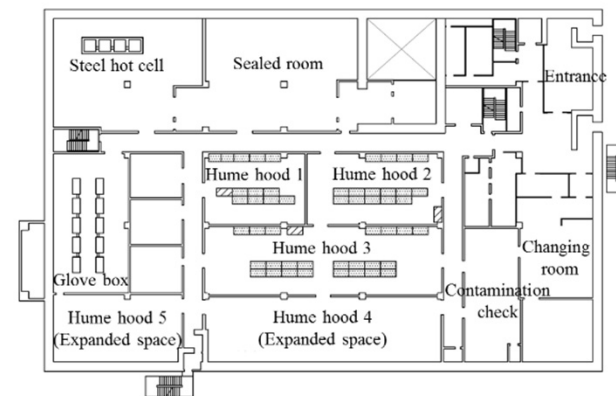 Steel hot cell
Sealed room
Entrance
Hume hood 1
Hume hood 2
Hume hood 3
Glove box
Changing
room
Contamination
check
Hume hood 5
(Expanded space)
Hume hood 4
(Expanded space)